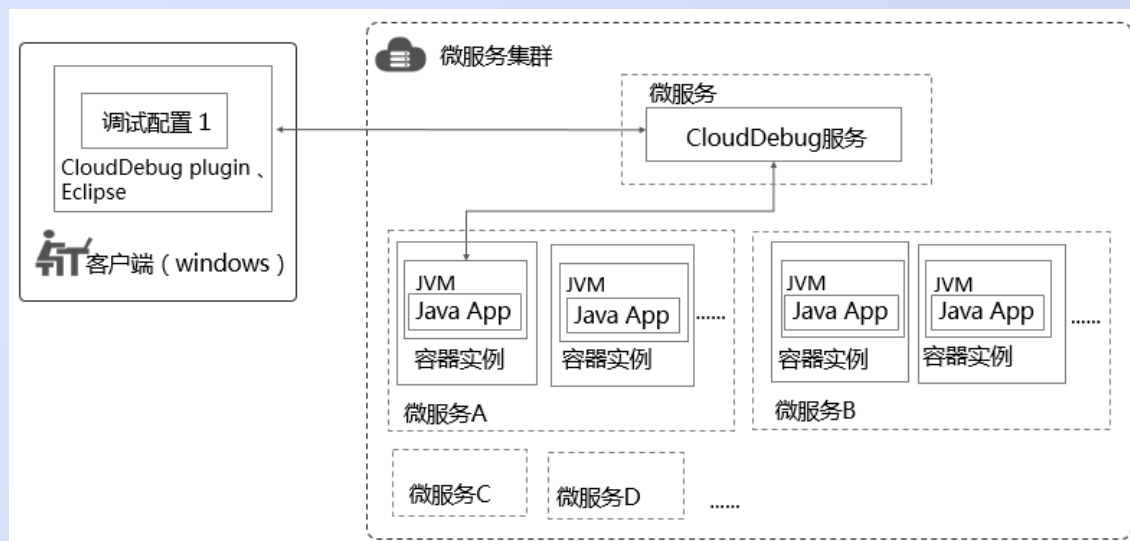 微服务集群
微服务
CloudDebug服务
调试配置 1
CloudDebug plugin 、
Eclipse
客户端（windows）
JVM
Java App
容器实例
JVM
Java App
容器实例
......
微服务A
JVM
Java App
容器实例
JVM
Java App
容器实例
......
微服务B
微服务C
微服务D
......